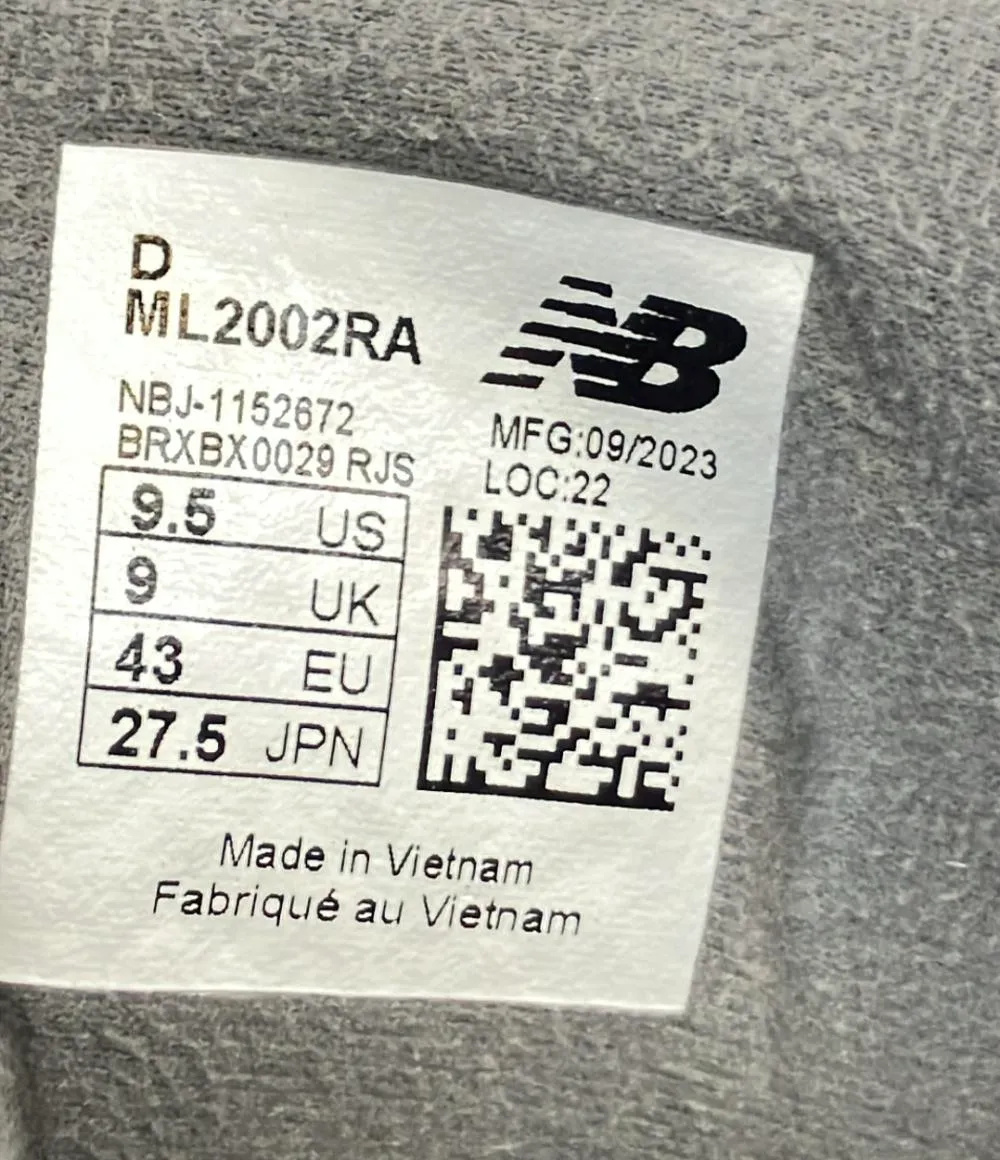 D
ML2002RA
NBJ-1152672
BRXBX0029 RJS
9.5 US
9 UK
43 EU
27.5 JPN
NB
MFG:09/2023
LOC:22
Made in Vietnam
Fabriqué au Vietnam